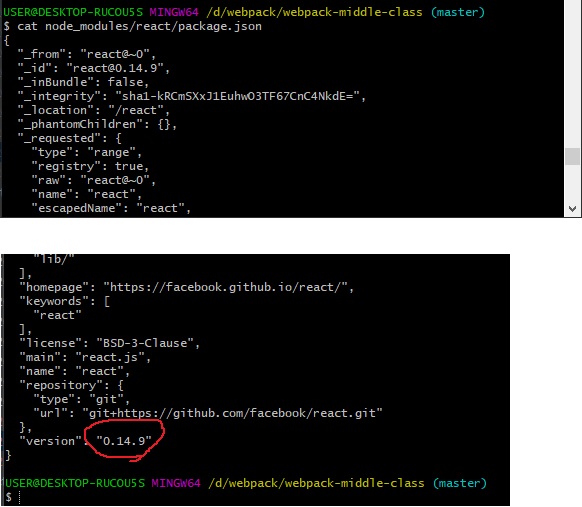 USER@DESKTOP-RUCOU5S MINGW64 /d/webpack/webpack-middle-class (master)
$ cat node_modules/react/package.json
{
  "_from": "react@~0",
  "_id": "react@0.14.9",
  "_inBundle": false,
  "_integrity": "sha1-kRCmSXxJ1EuhwO3TF67CnC4NkdE=",
  "_location": "/react",
  "_phantomChildren": {},
  "_requested": {
    "type": "range",
    "registry": true,
    "raw": "react@~0",
    "name": "react",
    "escapedName": "react",
    "lib/"
  ],
  "homepage": "https://facebook.github.io/react/",
  "keywords": [
    "react"
  ],
  "license": "BSD-3-Clause",
  "main": "react.js",
  "name": "react",
  "repository": {
    "type": "git",
    "url": "git+https://github.com/facebook/react.git"
  },
  "version": "0.14.9"
}
USER@DESKTOP-RUCOU5S MINGW64 /d/webpack/webpack-middle-class (master)
$